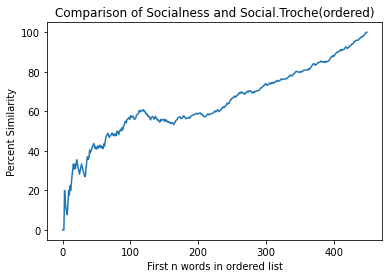 Comparison of Socialness and Social.Troche(ordered)
100
80
60
40
20
0
Percent Similarity
0 100 200 300 400
First n words in ordered list